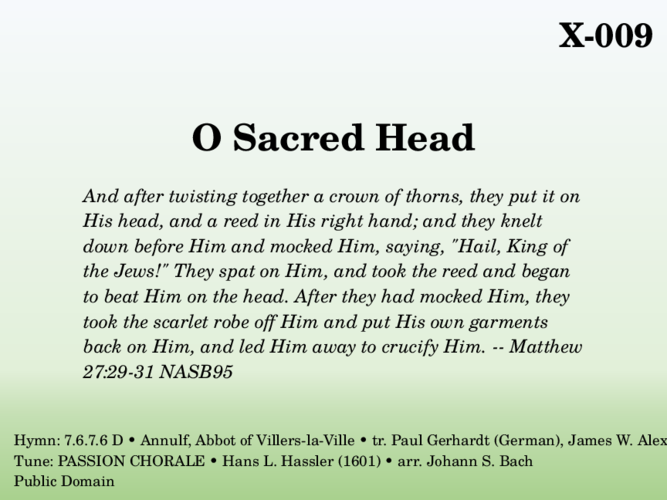 X-009
O Sacred Head
And after twisting together a crown of thorns, they put it on
His head, and a reed in His right hand; and they knelt
down before Him and mocked Him, saying, "Hail, King of
the Jews!" They spat on Him, and took the reed and began
to beat Him on the head. After they had mocked Him, they
took the scarlet robe off Him and put His own garments
back on Him, and led Him away to crucify Him. -- Matthew
27:29-31 NASB95
Hymn: 7.6.7.6 D • Annulf, Abbot of Villers-la-Ville • tr. Paul Gerhardt (German), James W. Alex
Tune: PASSION CHORALE • Hans L. Hassler (1601) • arr. Johann S. Bach
Public Domain